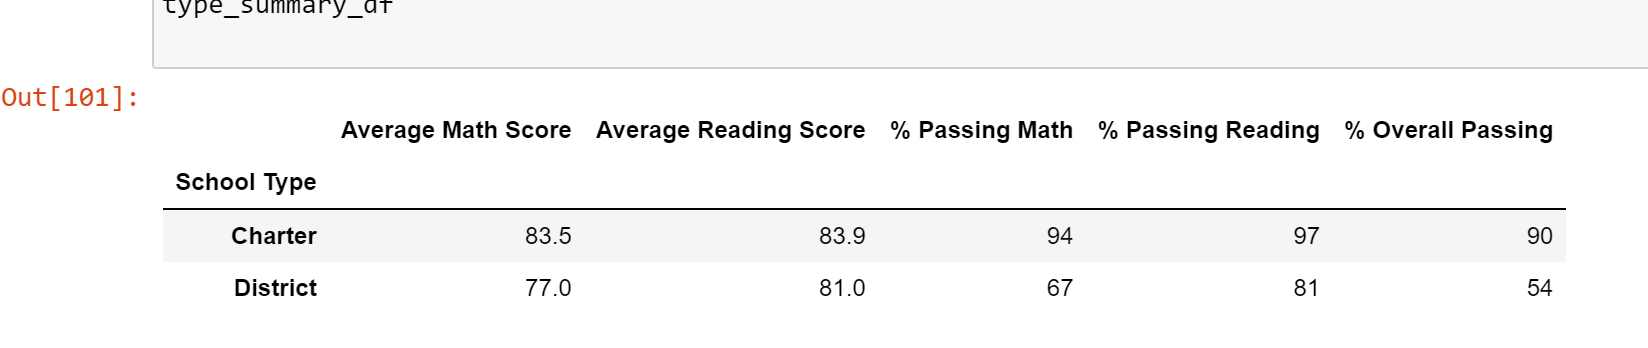 type_summary_df
Out[101]:
Average Math Score Average Reading Score % Passing Math % Passing Reading % Overall Passing
School Type
Charter 83.5 83.9 94 97 90
District 77.0 81.0 67 81 54